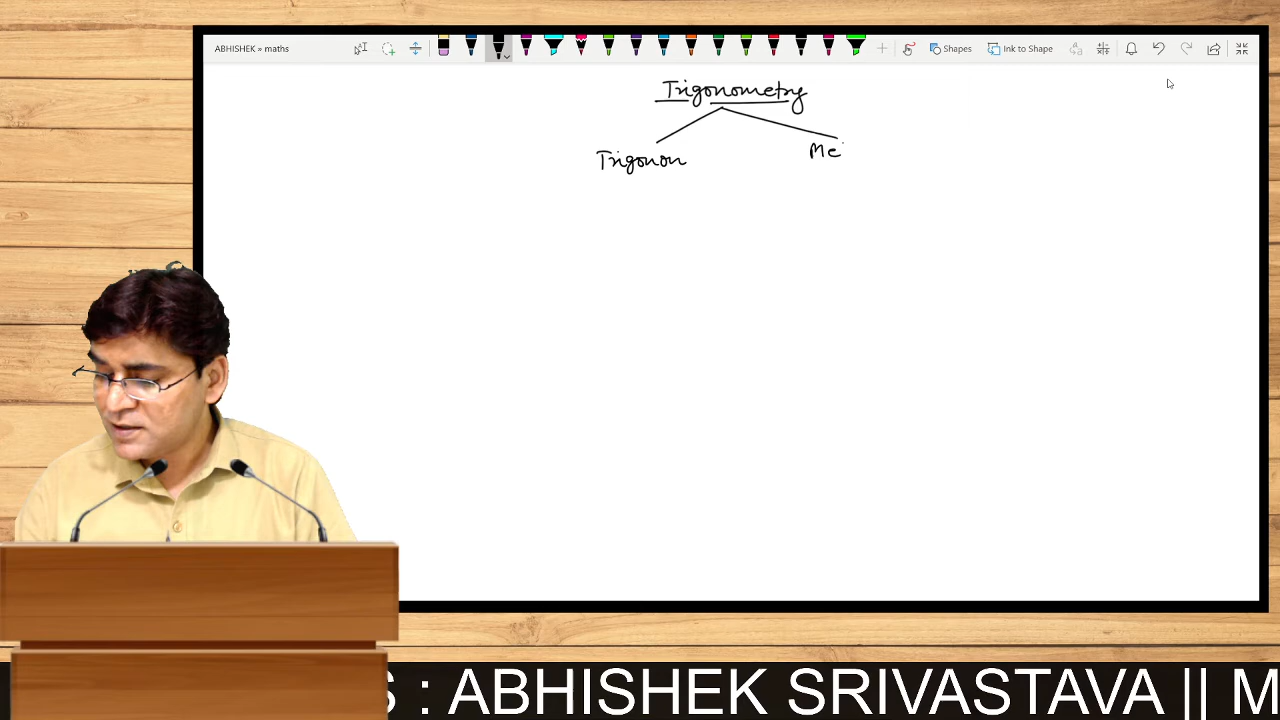 ABHISHEK » maths
Shapes
Ink to Shape
Trigonometry
Trigonon Me
S : ABHISHEK SRIVASTAVA || M